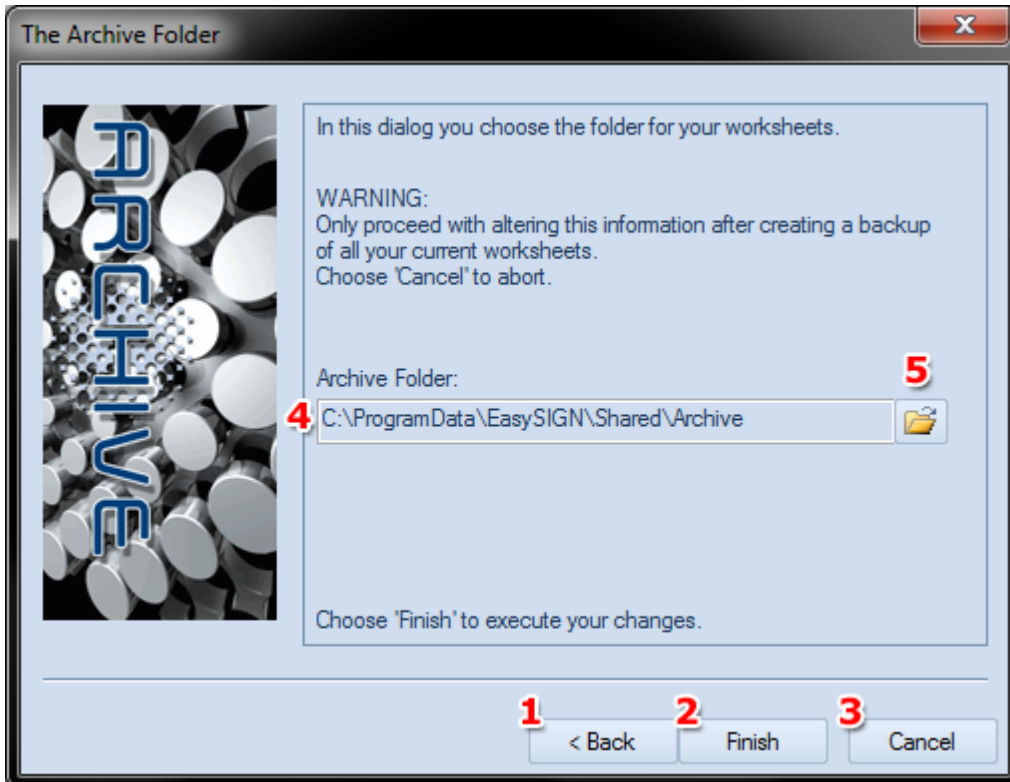 The Archive Folder
ARCHIVE
In this dialog you choose the folder for your worksheets.
WARNING:
Only proceed with altering this information after creating a backup
of all your current worksheets.
Choose 'Cancel' to abort.
Archive Folder:
5
4
C:\ProgramData\EasySIGN\Shared\Archive
Choose 'Finish' to execute your changes.
1 2 3
< Back Finish Cancel